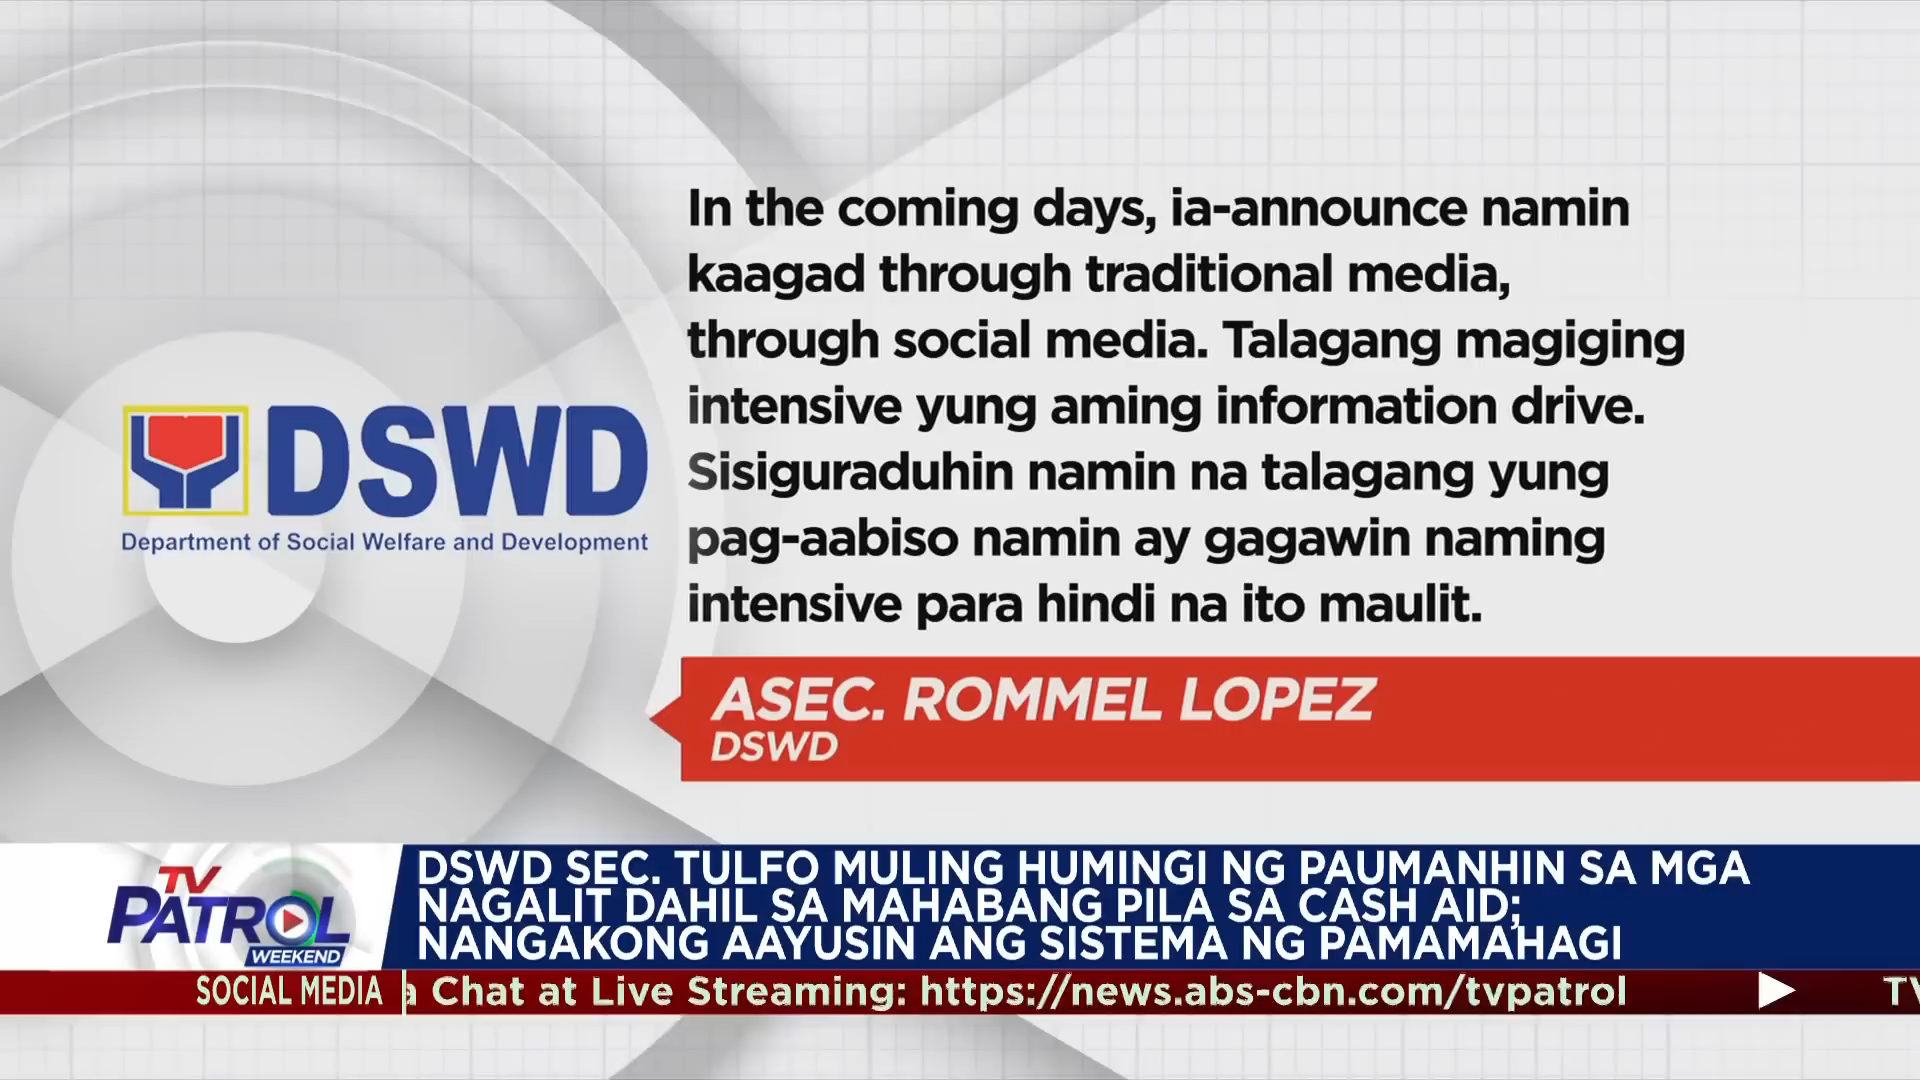 In the coming days, ia-announce namin
kaagad through traditional media,
through social media. Talagang magiging
intensive yung aming information drive.
Sisiguraduhin namin na talagang yung
pag-aabiso namin ay gagawin naming
intensive para hindi na ito maulit.
DSWD
Department of Social Welfare and Development
ASEC. ROMMEL LOPEZ
DSWD
TV
PATROL
WEEKEND
DSWD SEC. TULFO MULING HUMINGI NG PAUMANHIN SA MGA
NAGALIT DAHIL SA MAHABANG PILA SA CASH AID;
NANGAKONG AAYUSIN ANG SISTEMA NG PAMAMAHAGI
SOCIAL MEDIA
a Chat at Live Streaming: https://news.abs-cbn.com/tvpatrol
TV